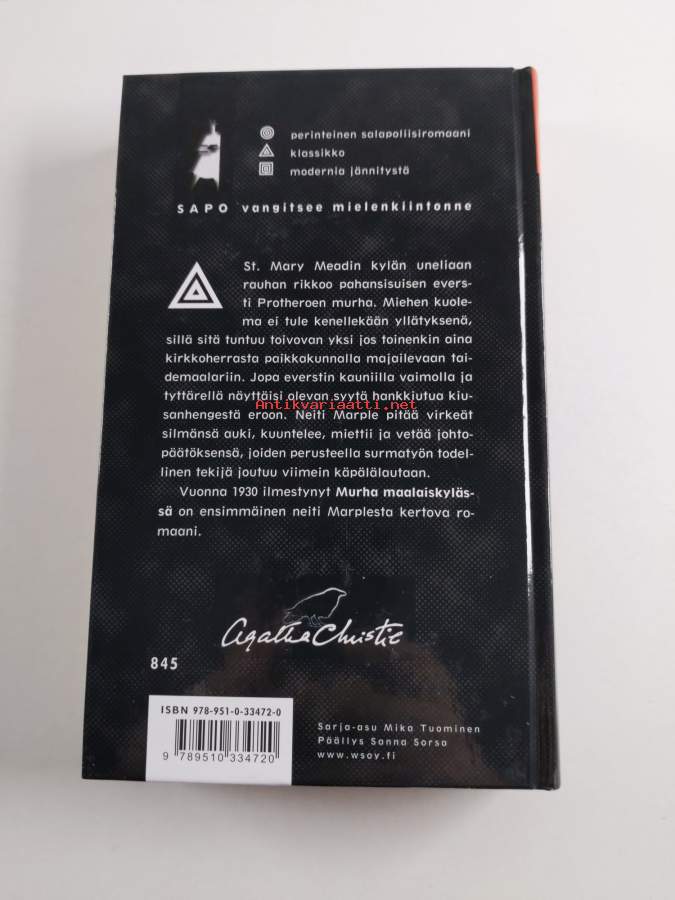 perinteinen salapoliisiromaani
klassikko
modernia jännitystä
SAPO vangitsee mielenkiintonne
St. Mary Meadin kylän uneliaan
rauhan rikkoo pahansisuisen evers-
ti Protheroen murha. Miehen kuole-
ma ei tule kenellekään yllätyksenä,
sillä sitä tuntuu toivovan yksi jos toinenkin aina
kirkkoherrasta paikkakunnalla majailevaan tai-
demaalariin. Jopa everstin kauniilla vaimolla ja
tyttärellä näyttäisi olevan syytä hankkiutua kiu-
Antikvariaatti.net
sanhengestä eroon. Neiti Marple pitää virkeät
silmänsä auki, kuuntelee, miettii ja vetää johto-
päätöksensä, joiden perusteella surmatyön todel-
linen tekijä joutuu viimein käpälälautaan.
Vuonna 1930 ilmestynyt Murha maalaiskyläs-
sä on ensimmäinen neiti Marplesta kertova ro-
maani.
Agatha Christie
845
ISBN 978-951-0-33472-0
9 789510 334720
Sarja-asu Mika Tuominen
Päällys Sanna Sorsa
www.wsoy.fi